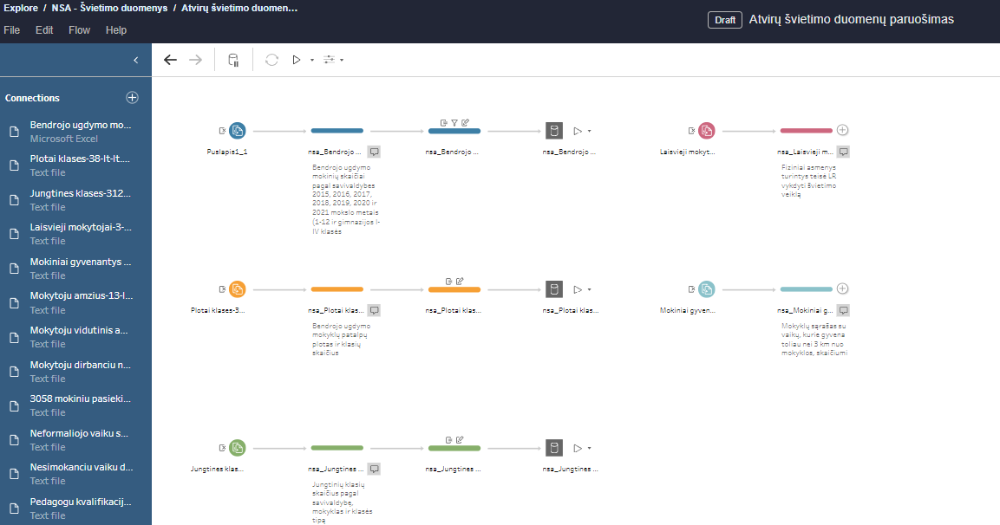 Explore / NSA - Švietimo duomenys / Atvirų švietimo duomen...
File Edit Flow Help
Draft Atvirų švietimo duomenų paruošimas
Connections
Bendrojo ugdymo mo...
Microsoft Excel
Plotai klases-38-lt-lt....
Text file
Jungtines klases-312...
Text file
Laisvieji mokytojai-3-...
Text file
Mokiniai gyvenantys ...
Text file
Mokytoju amzius-13-l...
Text file
Mokytoju vidutinis a...
Text file
Mokytoju dirbanciu n...
Text file
3058 mokiniu pasieki...
Text file
Neformaliojo vaiku s...
Text file
Nesimokanciu vaiku d...
Text file
Pedagogu kvalifikacij...
Text file
Puslapis1_1
nsa_Bendrojo ...
Bendrojo ugdymo
mokinių skaičiai
pagal savivaldybes
2015, 2016, 2017,
2018, 2019, 2020 ir
2021 mokslo metais
(1-12 ir gimnazijos I-
IV klasės
nsa_Bendrojo ...
nsa_Bendrojo ...
Laisvieji mokyt...
nsa_Laisvieji m...
Fiziniai asmenys
turintys teisė LR
vykdyti švietimo
veiklą
Plotai klases-3...
nsa_Plotai klas...
Bendrojo ugdymo
mokyklų patalpų
plotas ir klasių
skaičius
nsa_Plotai klas...
nsa_Plotai klas...
Mokiniai gyven...
nsa_Mokiniai g...
Mokyklų sąrašas su
vaikų, kurie gyvena
toliau nei 3 km nuo
mokyklos, skaičiumi
Jungtines klas...
nsa_Jungtines ...
Jungtinių klasių
skaičius pagal
savivaldybę,
mokyklas ir klasės
tipą
nsa_Jungtines ...
nsa_Jungtines ...